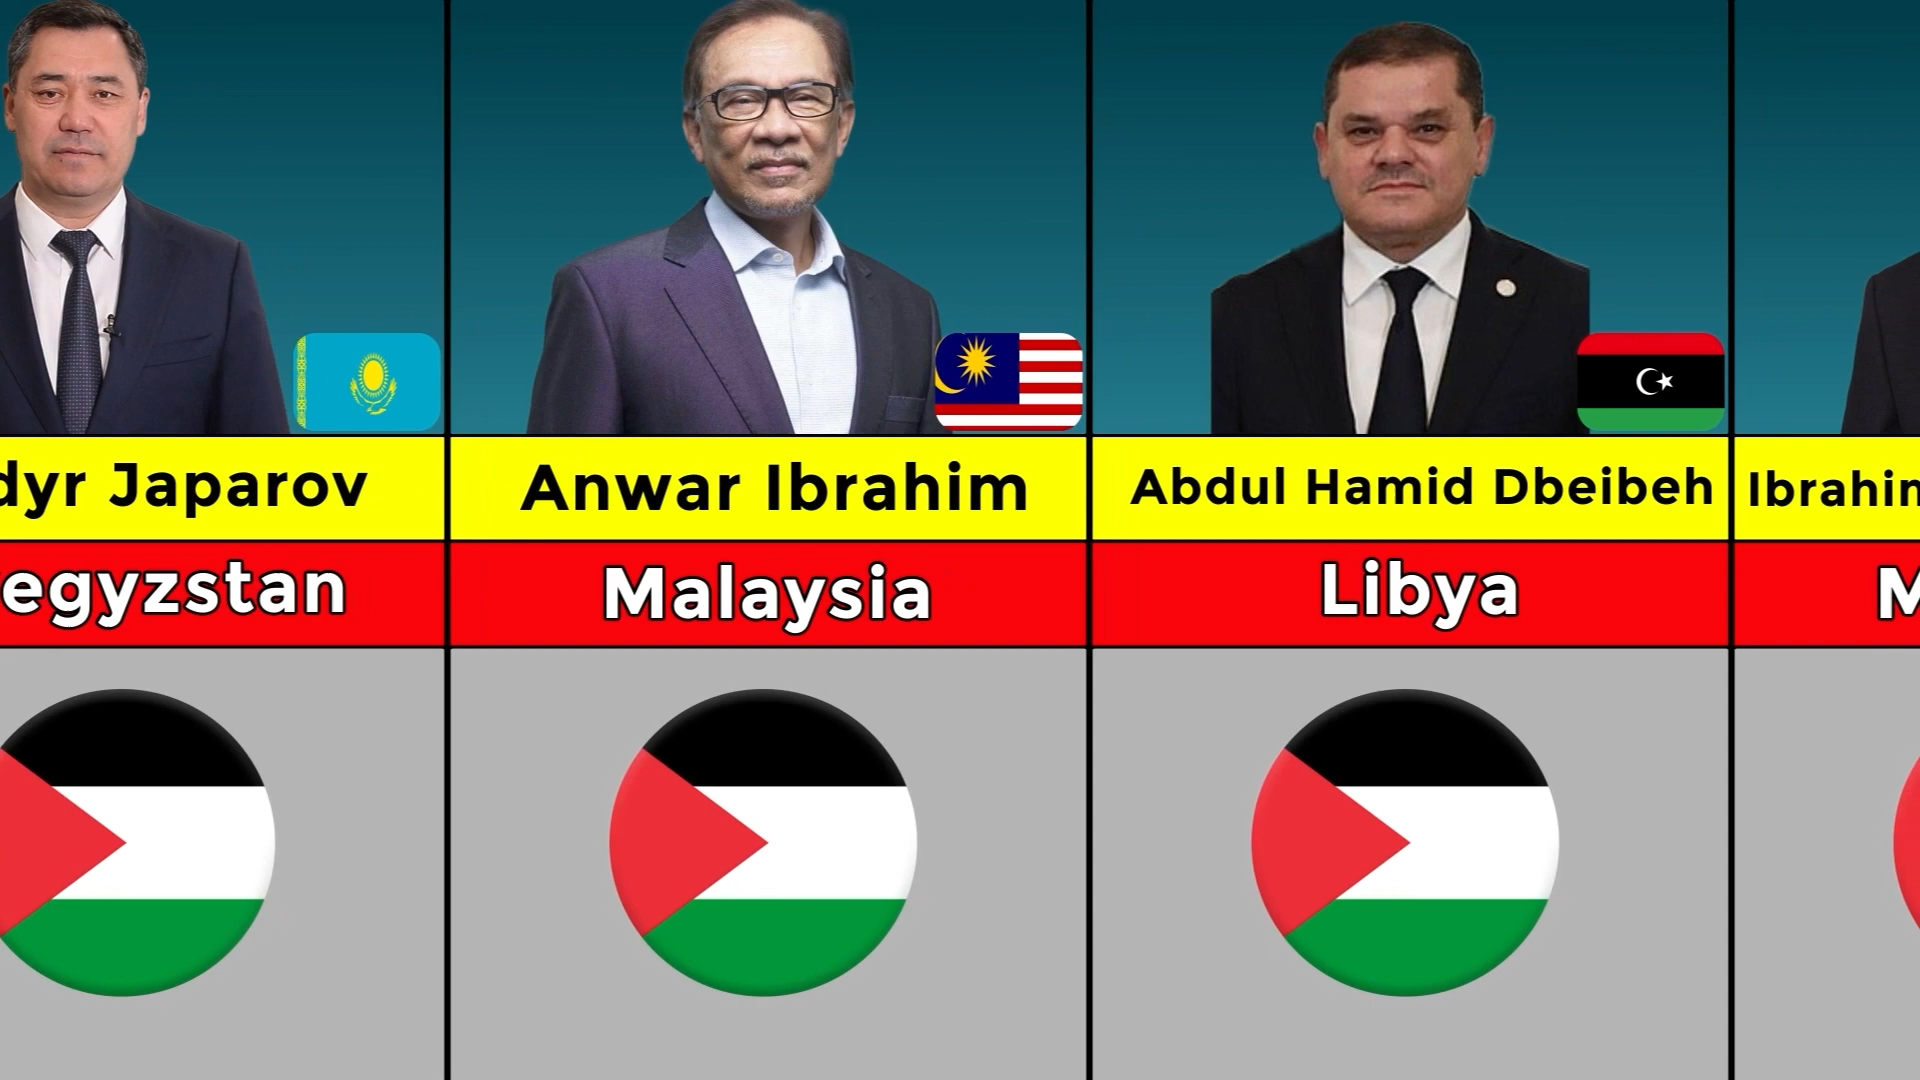 dyr Japarov
Anwar Ibrahim
Abdul Hamid Dbeibeh
Ibrahim
egyzstan
Malaysia
Libya
M